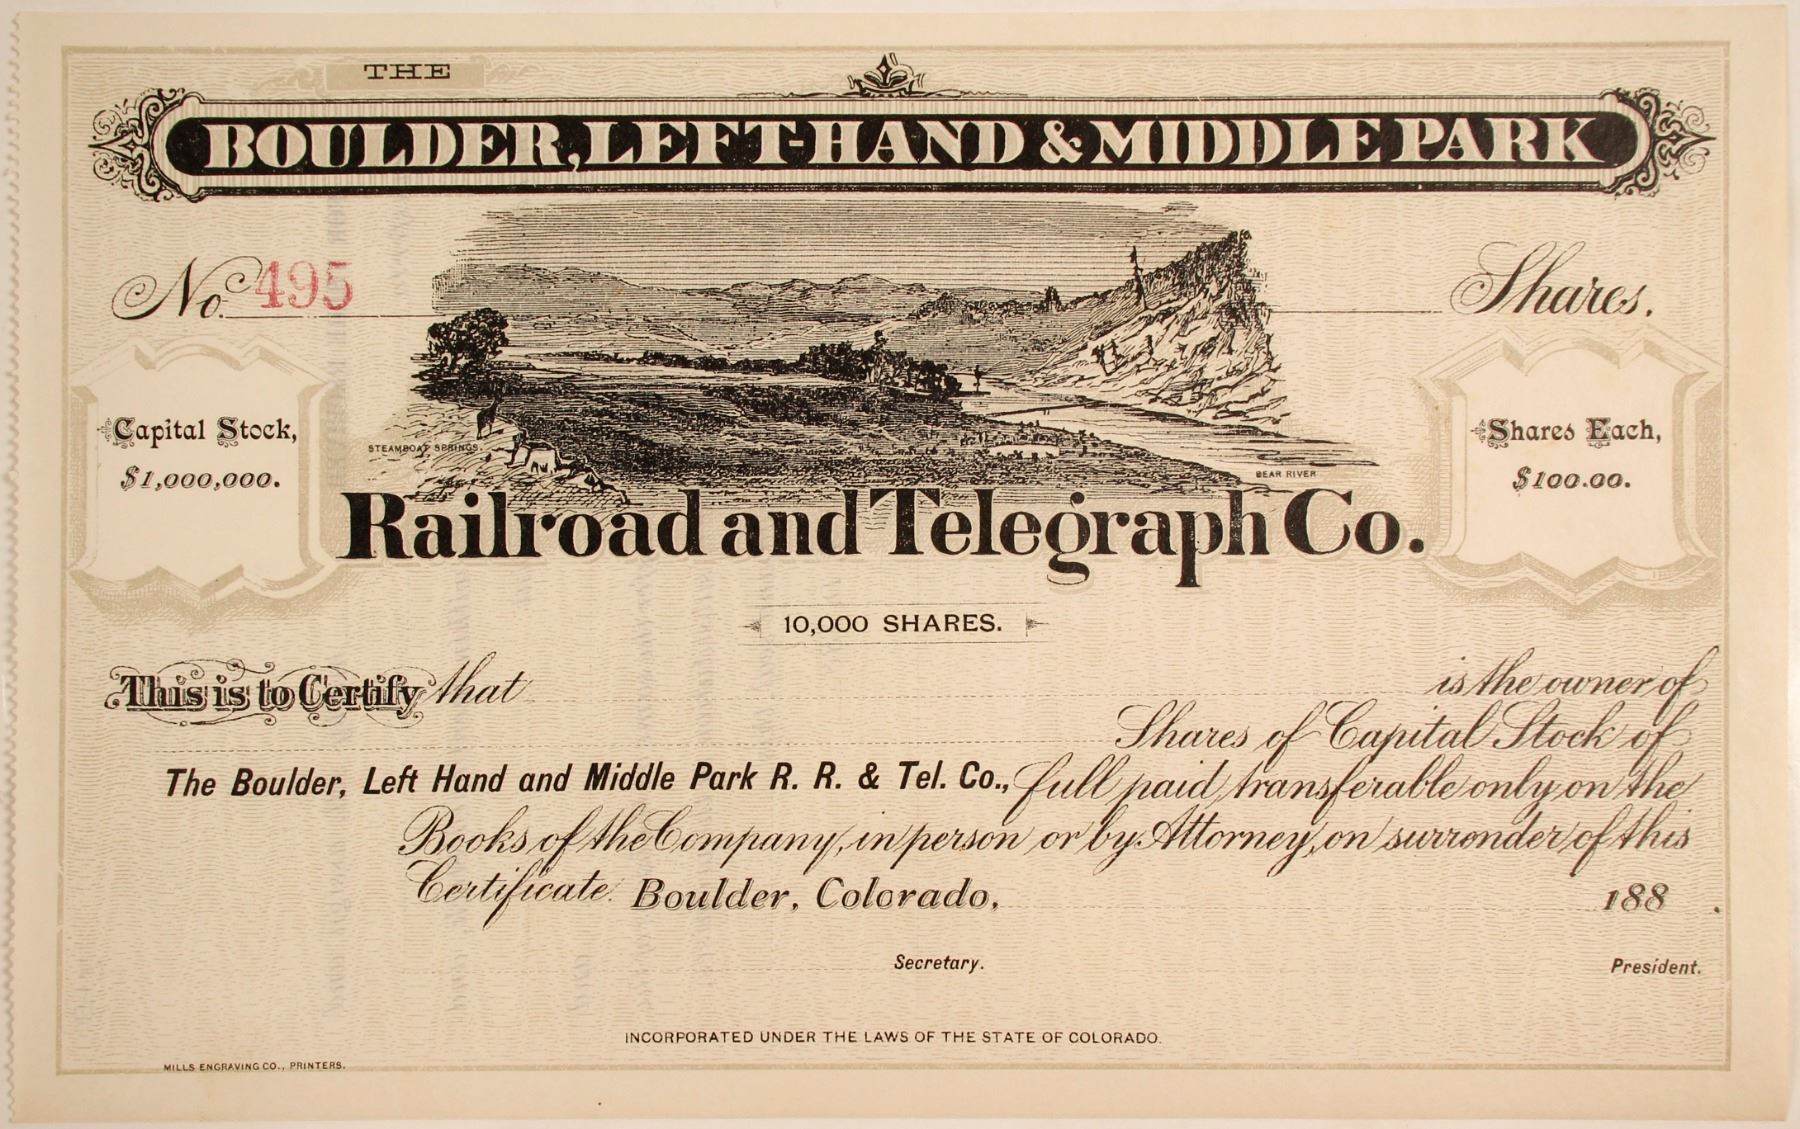 THE
BOULDER, LEFT-HAND & MIDDLE PARK
No. 495
Shares.
Capital Stock,
$1,000,000.
Shares Each,
$100.00.
STEAMBOAT SPRINGS
BEAR RIVER
Railroad and Telegraph Co.
10,000 SHARES.
This is to Certify that is the owner of
Shares of Capital Stock of
The Boulder, Left Hand and Middle Park R. R. & Tel. Co., full paid, transferable only on the
Books of the Company, in person or by Attorney, on surrender of this
Certificate. Boulder, Colorado, 188 .
Secretary. President.
INCORPORATED UNDER THE LAWS OF THE STATE OF COLORADO.
MILLS ENGRAVING CO., PRINTERS.